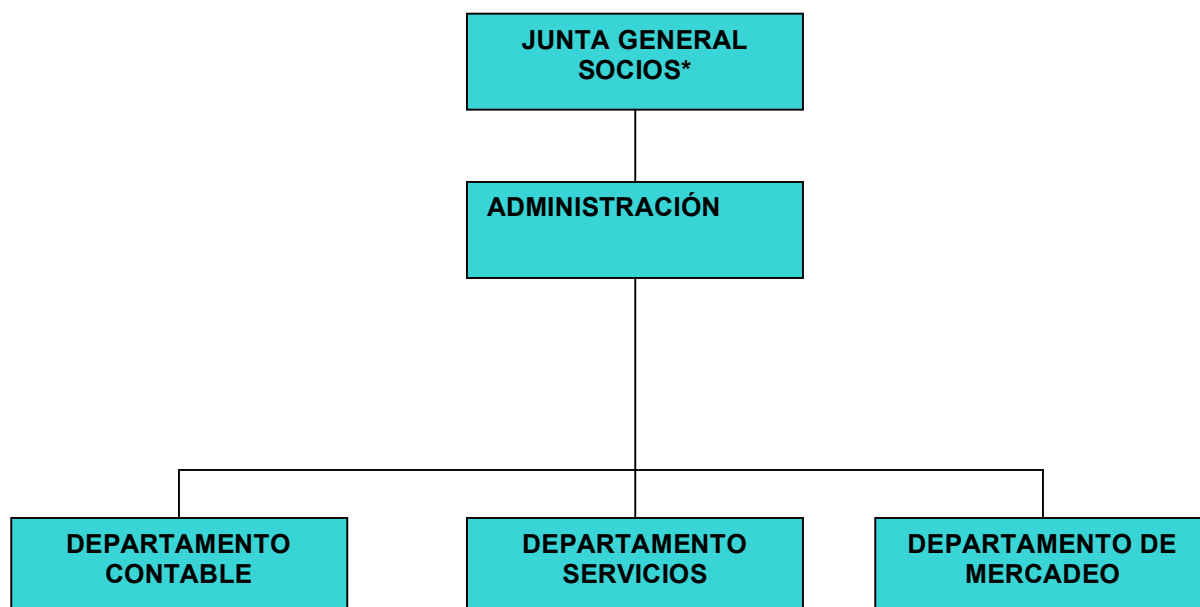 JUNTA GENERAL
SOCIOS*
ADMINISTRACIÓN
DEPARTAMENTO
CONTABLE
DEPARTAMENTO
SERVICIOS
DEPARTAMENTO DE
MERCADEO